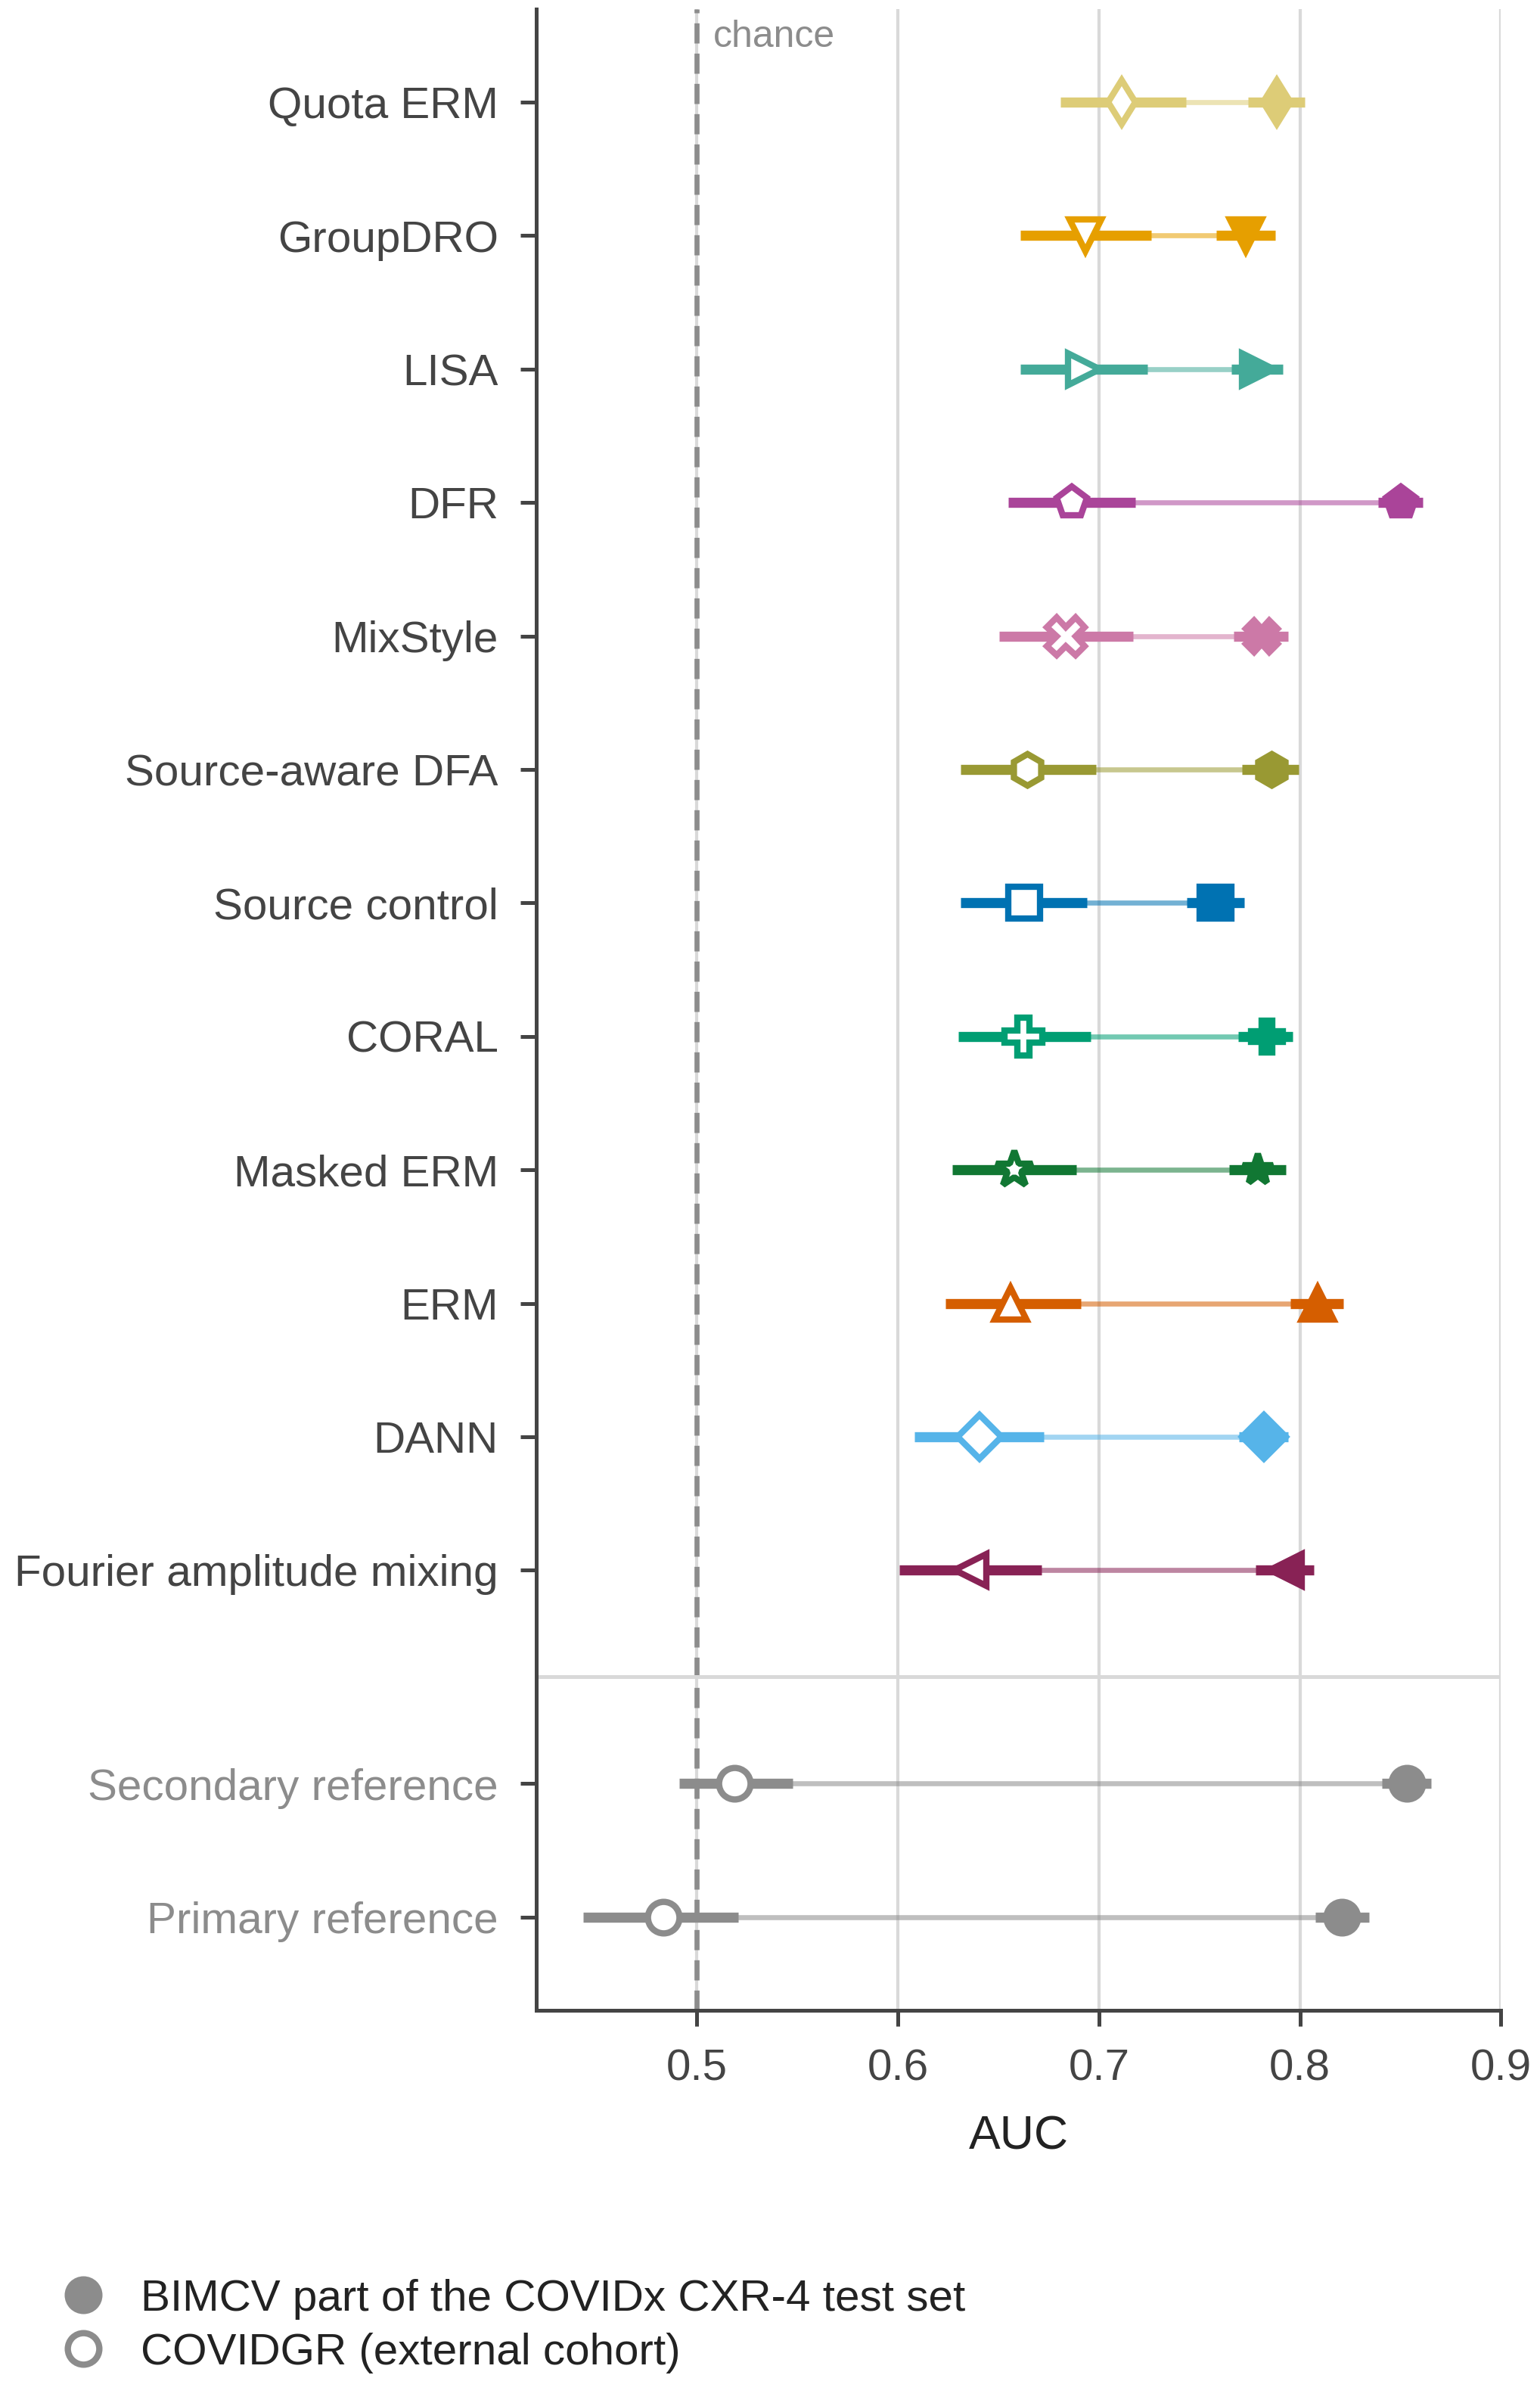 chance
Quota ERM
GroupDRO
LISA
DFR
MixStyle
Source-aware DFA
Source control
CORAL
Masked ERM
ERM
DANN
Fourier amplitude mixing
Secondary reference
Primary reference
0.5 0.6 0.7 0.8 0.9
AUC
BIMCV part of the COVIDx CXR-4 test set
COVIDGR (external cohort)